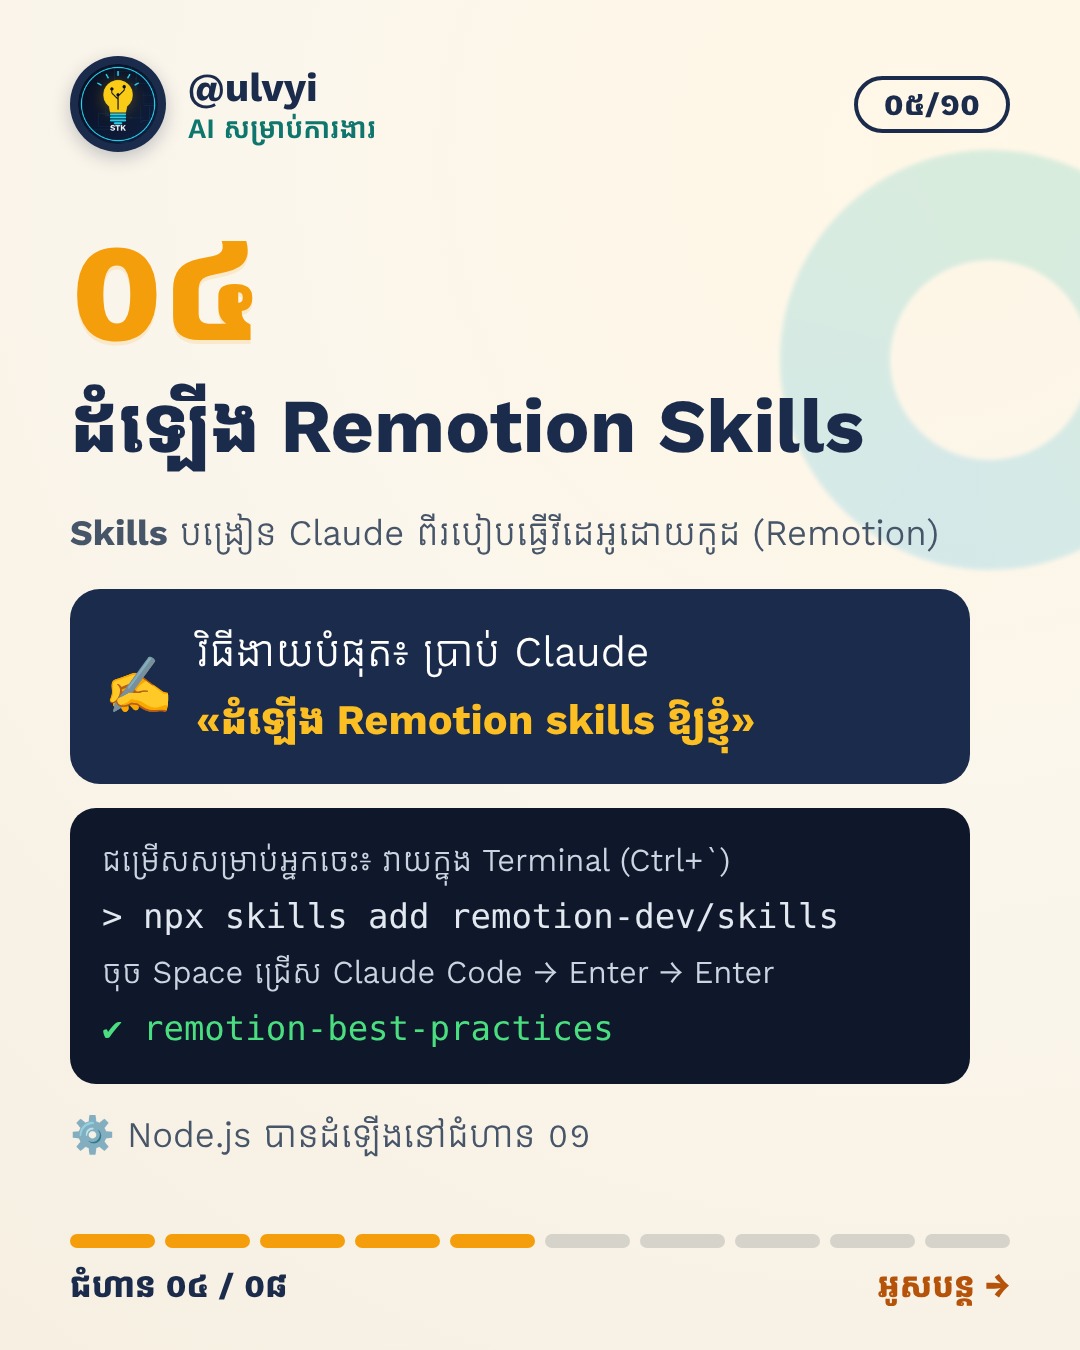 STK
@ulvyi
AI សម្រាប់ការងារ
០៥/១០
០៤
ដំឡើង Remotion Skills
Skills បង្រៀន Claude ពីរបៀបធ្វើវីដេអូដោយកូដ (Remotion)
វិធីងាយបំផុត៖ ប្រាប់ Claude
«ដំឡើង Remotion skills ឱ្យខ្ញុំ»
ជម្រើសសម្រាប់អ្នកចេះ៖ វាយក្នុង Terminal (Ctrl+`)
> npx skills add remotion-dev/skills
ចុច Space ជ្រើស Claude Code → Enter → Enter
✔ remotion-best-practices
Node.js បានដំឡើងនៅជំហាន ០១
ជំហាន ០៤ / ០៨
អូសបន្ត →